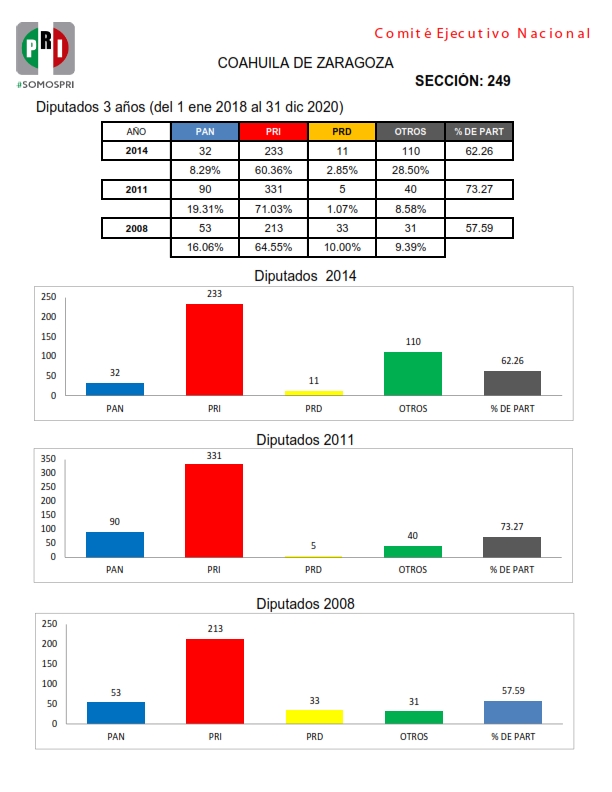 Comité Ejecutivo Nacional
PRI
#SOMOSPRI
COAHUILA DE ZARAGOZA
SECCIÓN: 249
Diputados 3 años (del 1 ene 2018 al 31 dic 2020)
AÑO PAN PRI PRD OTROS % DE PART
2014 32 233 11 110 62.26
8.29% 60.36% 2.85% 28.50%
2011 90 331 5 40 73.27
19.31% 71.03% 1.07% 8.58%
2008 53 213 33 31 57.59
16.06% 64.55% 10.00% 9.39%
Diputados 2014
250
200
150
100
50
0
32 233 11 110 62.26
PAN PRI PRD OTROS % DE PART
Diputados 2011
350
300
250
200
150
100
50
0
90 331 5 40 73.27
PAN PRI PRD OTROS % DE PART
Diputados 2008
250
200
150
100
50
0
53 213 33 31 57.59
PAN PRI PRD OTROS % DE PART